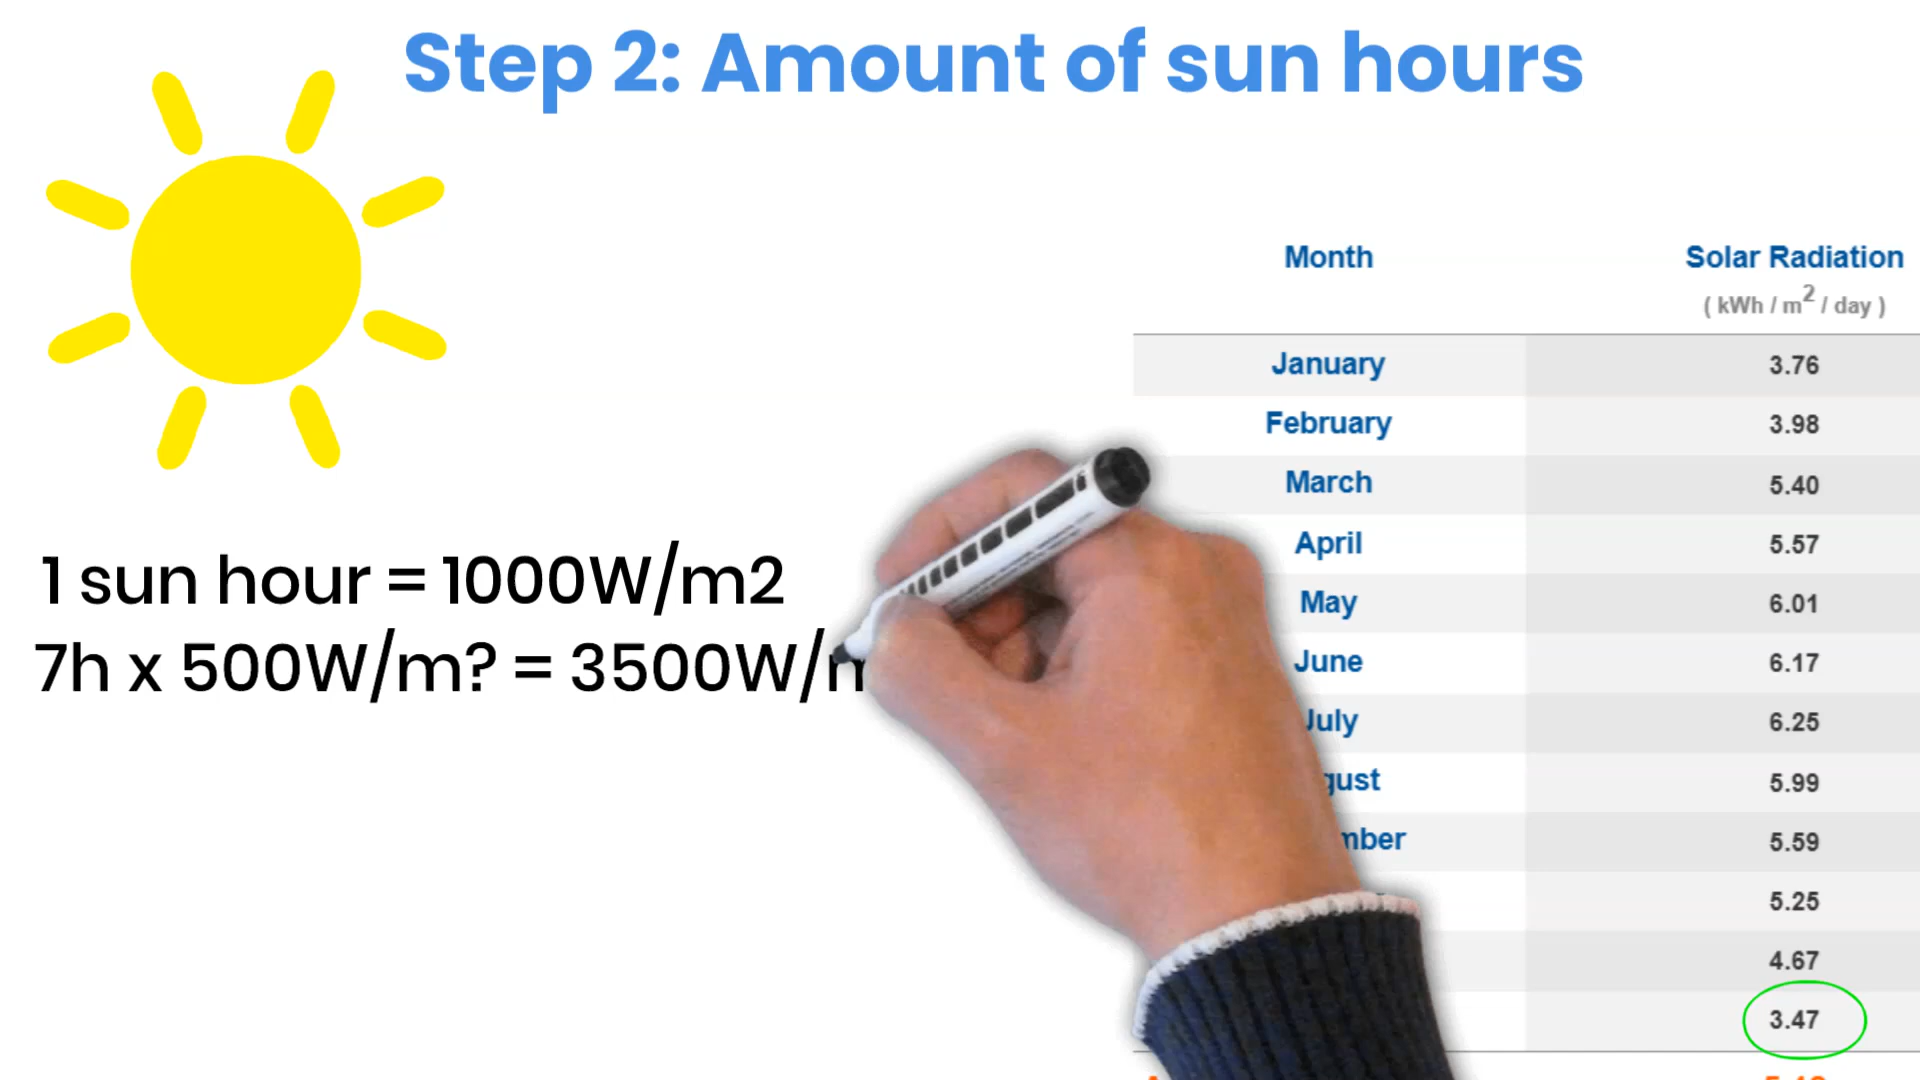 Step 2: Amount of sun hours
1 sun hour = 1000W/m2
7h x 500W/m? = 3500W/
Month Solar Radiation
( kWh / m2 / day )
January 3.76
February 3.98
March 5.40
April 5.57
May 6.01
June 6.17
July 6.25
gust 5.99
mber 5.59
5.25
4.67
3.47